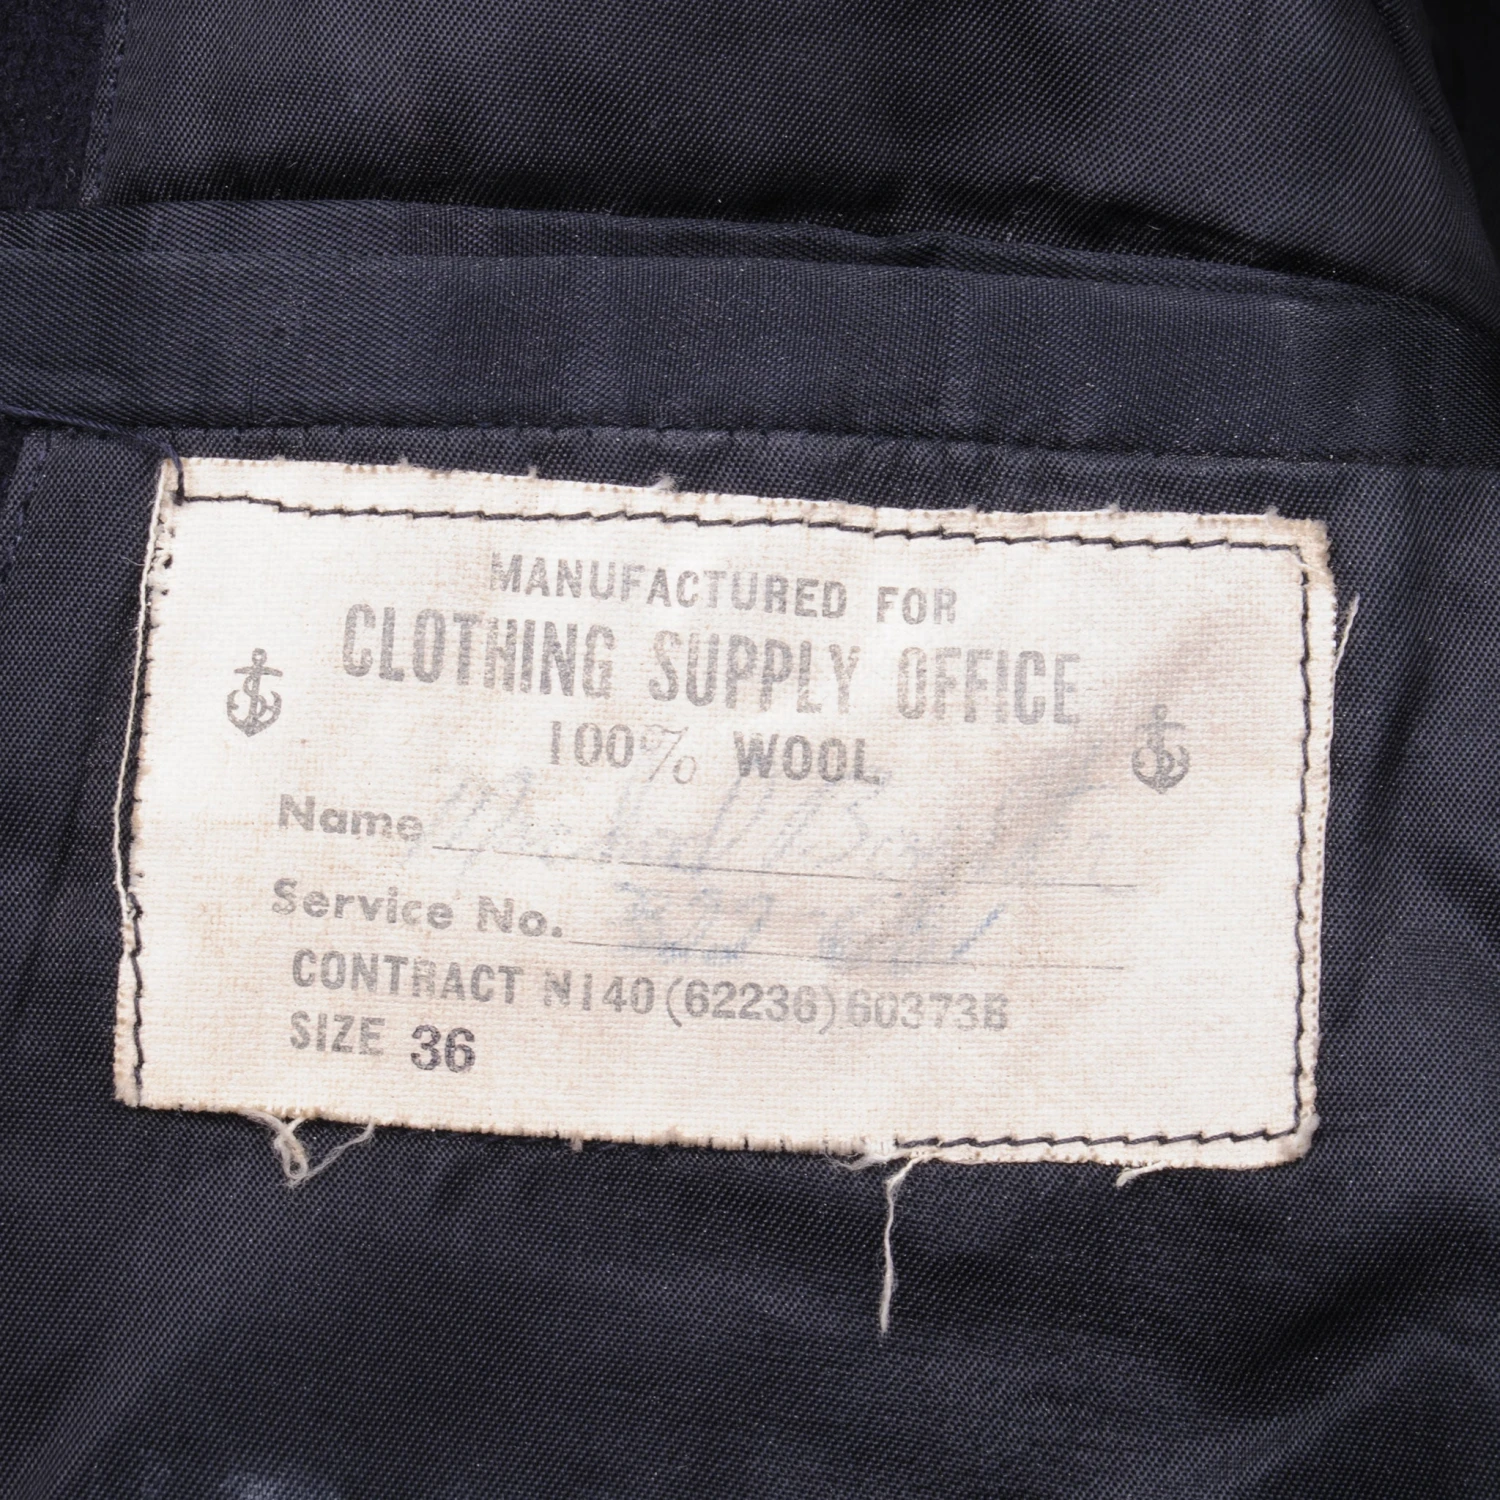 MANUFACTURED FOR
CLOTHING SUPPLY OFFICE
100% WOOL
Name
Service No.
CONTRACT N140(62236)60373B
SIZE 36